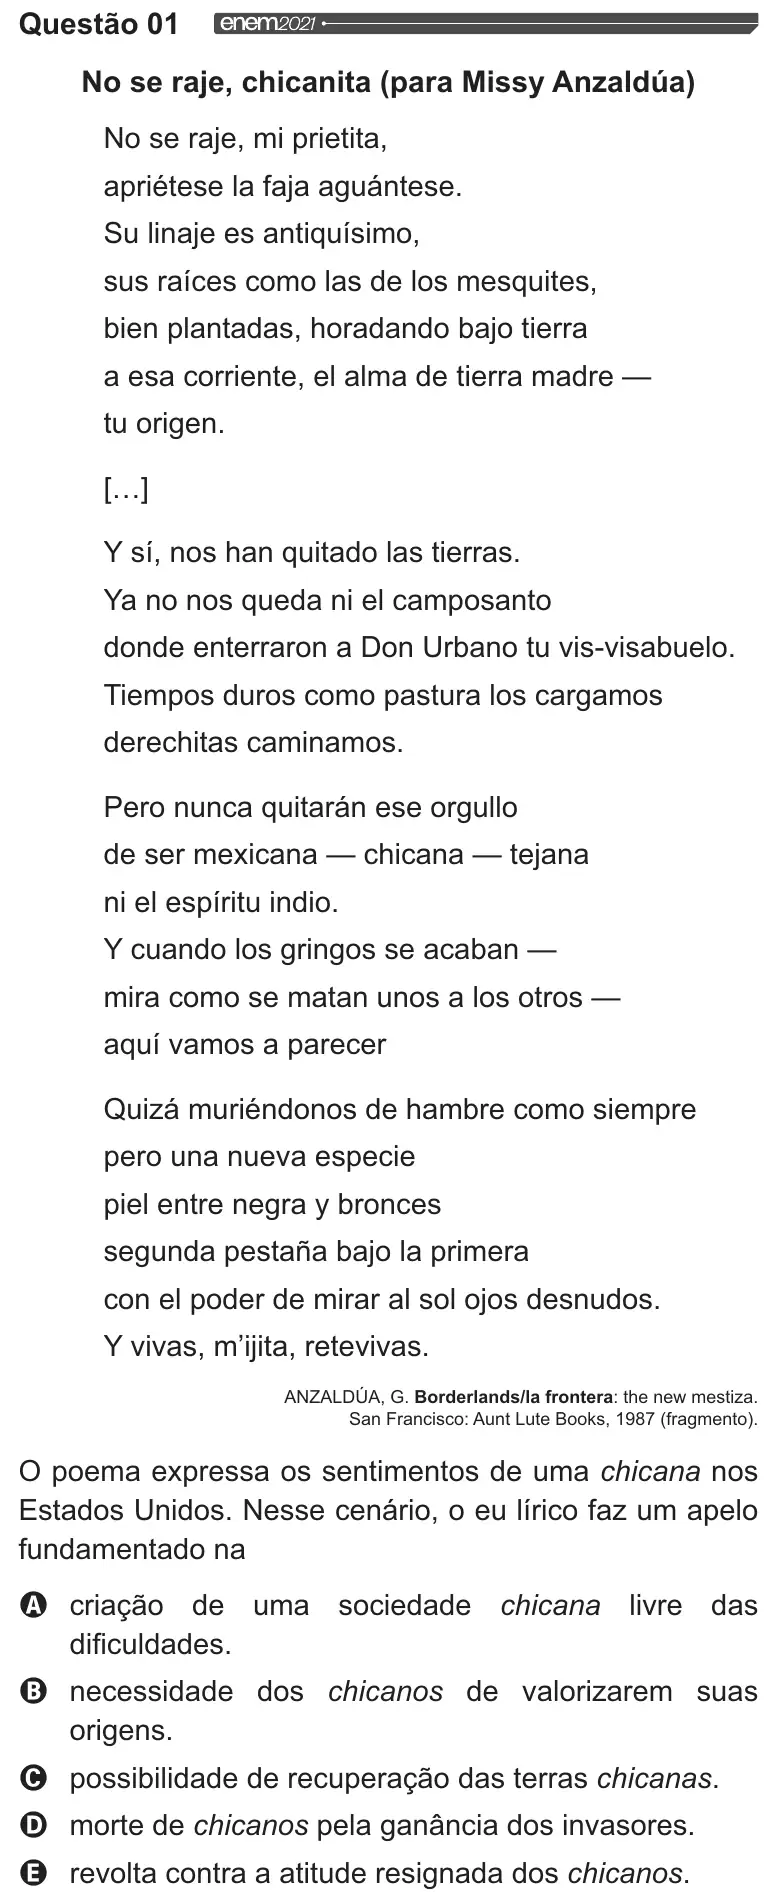 Questão 01 enem2021
No se raje, chicanita (para Missy Anzaldúa)
No se raje, mi prietita,
apriétese la faja aguántese.
Su linaje es antiquísimo,
sus raíces como las de los mesquites,
bien plantadas, horadando bajo tierra
a esa corriente, el alma de tierra madre —
tu origen.
[…]
Y sí, nos han quitado las tierras.
Ya no nos queda ni el camposanto
donde enterraron a Don Urbano tu vis-visabuelo.
Tiempos duros como pastura los cargamos
derechitas caminamos.
Pero nunca quitarán ese orgullo
de ser mexicana — chicana — tejana
ni el espíritu indio.
Y cuando los gringos se acaban —
mira como se matan unos a los otros —
aquí vamos a parecer
Quizá muriéndonos de hambre como siempre
pero una nueva especie
piel entre negra y bronces
segunda pestaña bajo la primera
con el poder de mirar al sol ojos desnudos.
Y vivas, m’ijita, retevivas.
ANZALDÚA, G. Borderlands/la frontera: the new mestiza.
San Francisco: Aunt Lute Books, 1987 (fragmento).
O poema expressa os sentimentos de uma chicana nos
Estados Unidos. Nesse cenário, o eu lírico faz um apelo
fundamentado na
A criação de uma sociedade chicana livre das
dificuldades.
B necessidade dos chicanos de valorizarem suas
origens.
C possibilidade de recuperação das terras chicanas.
D morte de chicanos pela ganância dos invasores.
E revolta contra a atitude resignada dos chicanos.